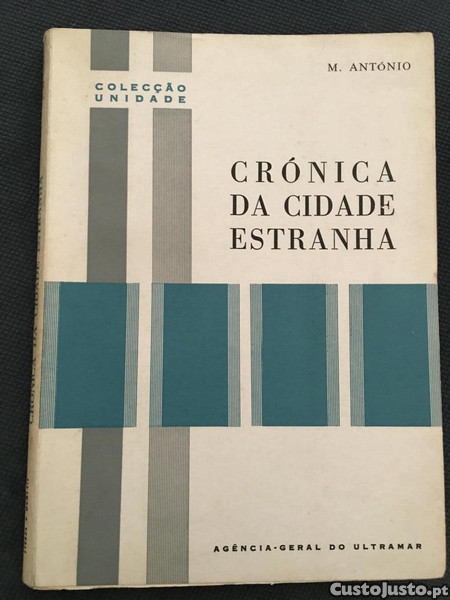 M. ANTÓNIO
COLECÇÃO
UNIDADE
CRÓNICA
DA CIDADE
ESTRANHA
AGÊNCIA-GERAL DO ULTRAMAR
CustoJusto.pt